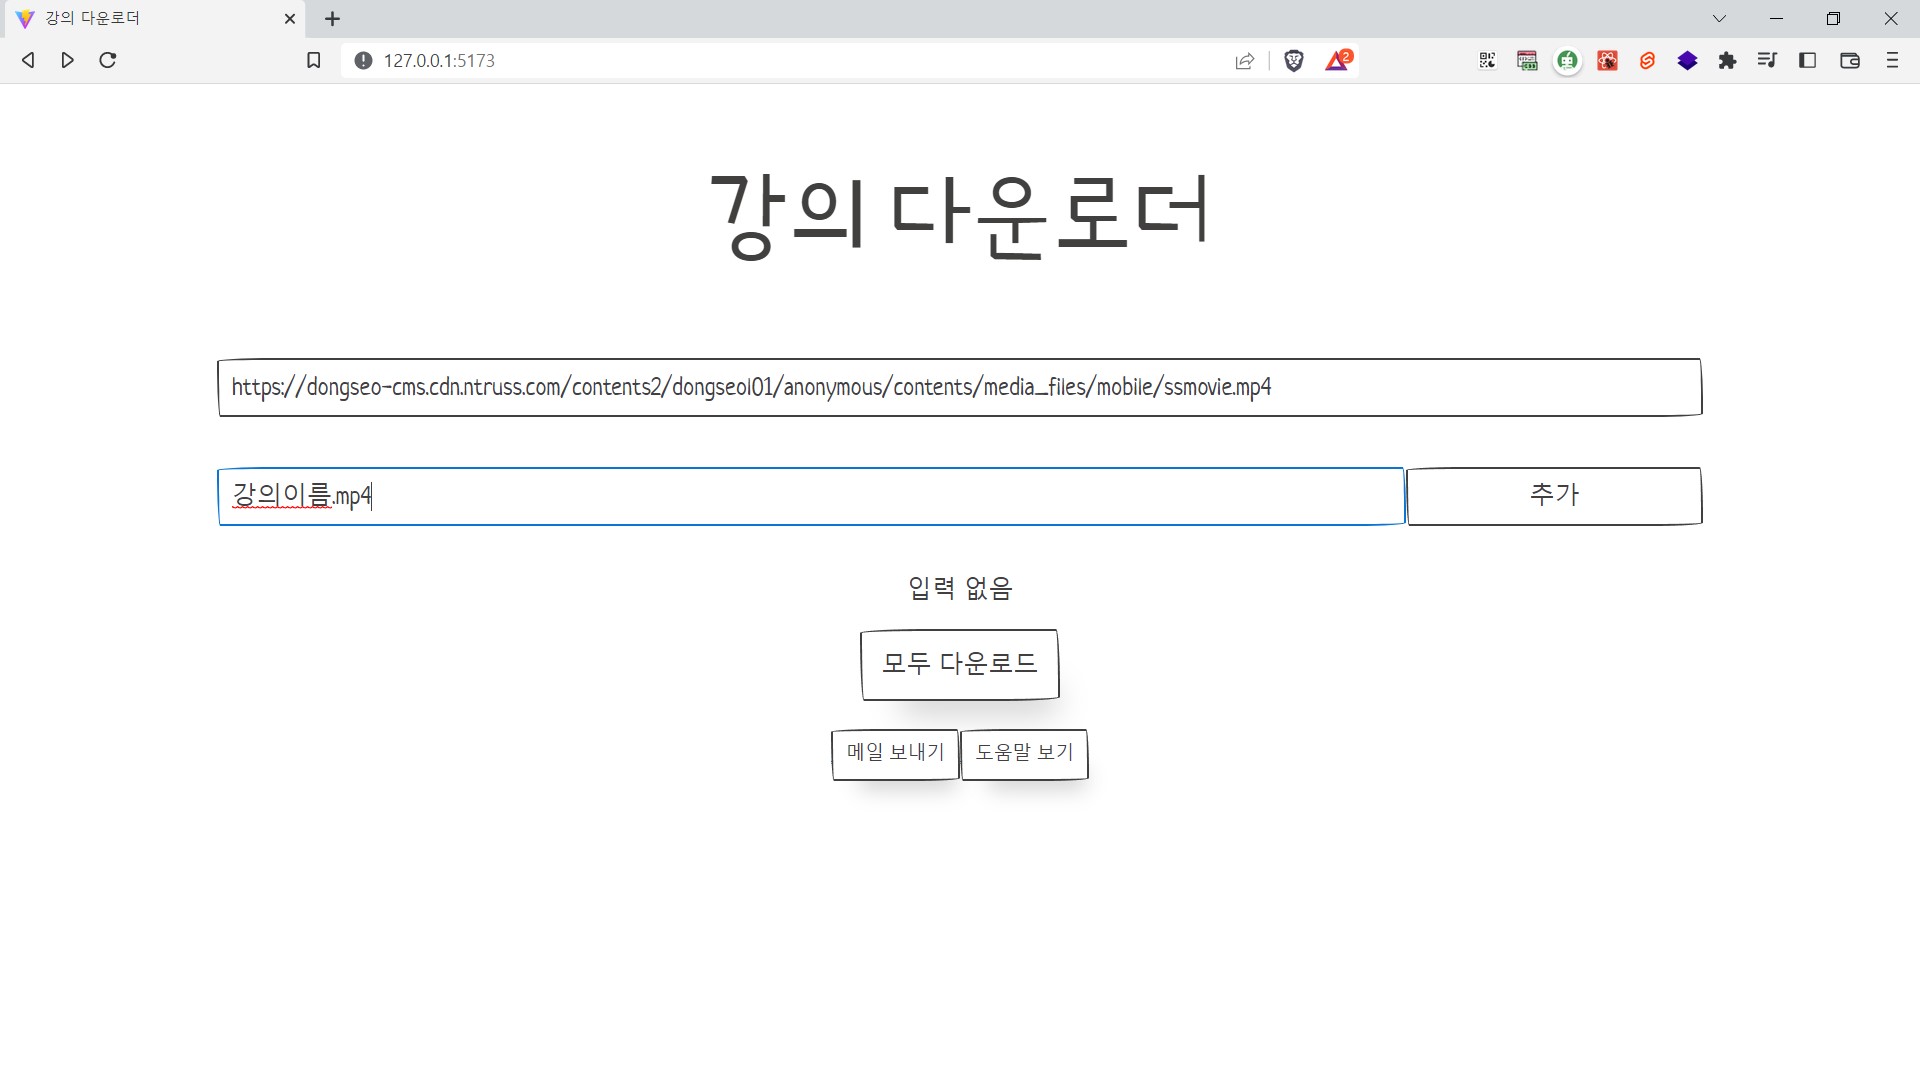 강의 다운로더
127.0.0.1:5173
2
강의 다운로더
https://dongseo-cms.cdn.ntruss.com/contents2/dongseo101/anonymous/contents/media_files/mobile/ssmovie.mp4
강의이름.mp4
추가
입력 없음
모두 다운로드
메일 보내기 도움말 보기